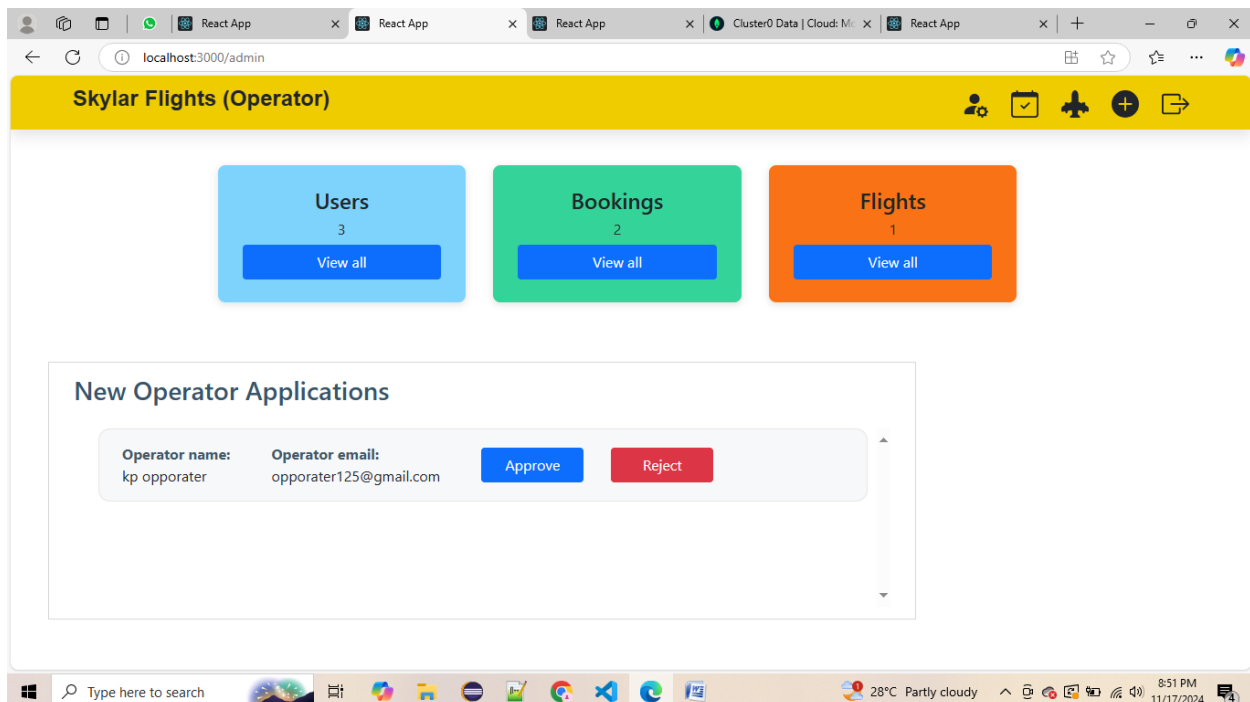 React App
React App
React App
Cluster0 Data | Cloud: Mc
React App
localhost:3000/admin
Skylar Flights (Operator)
Users
3
View all
Bookings
2
View all
Flights
1
View all
New Operator Applications
Operator name:
kp opporater
Operator email:
opporater125@gmail.com
Approve
Reject
Type here to search
28°C Partly cloudy
8:51 PM
11/17/2024
4